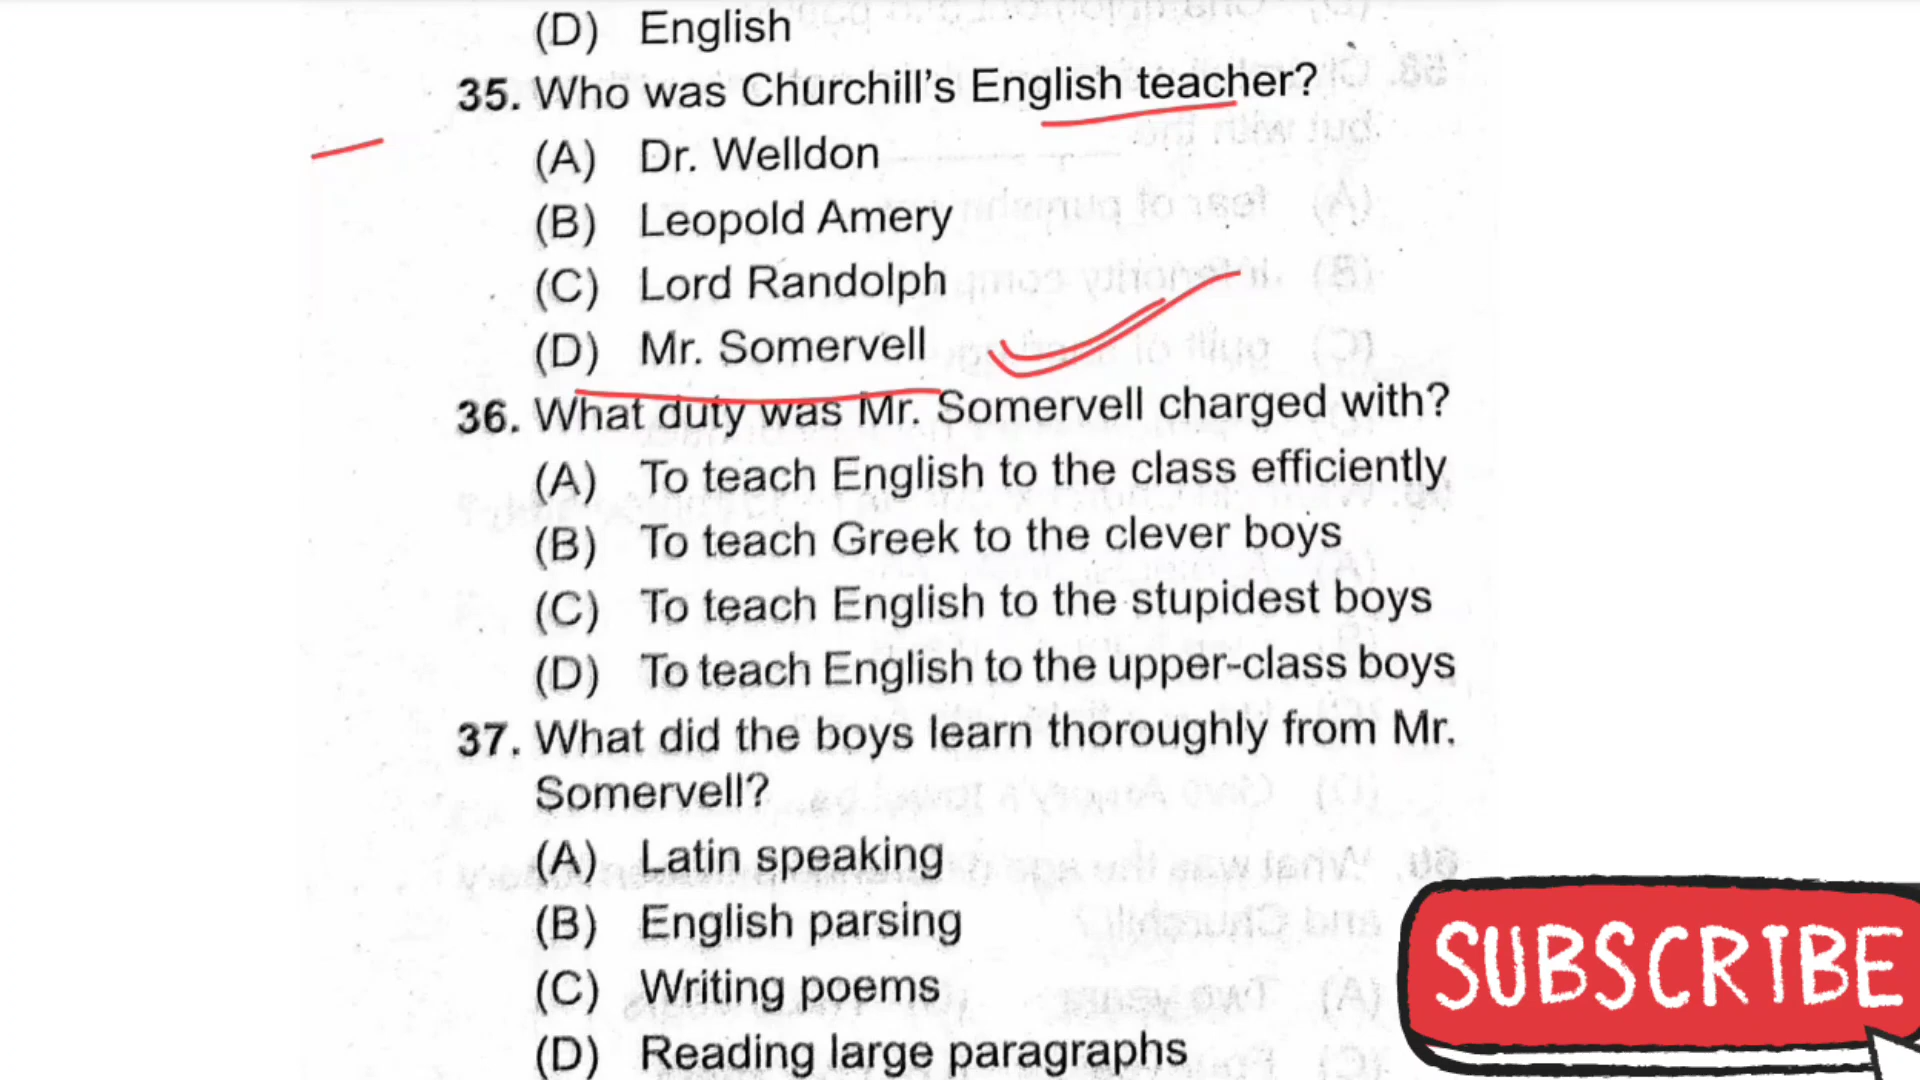 (D) English
35. Who was Churchill's English teacher?
(A) Dr. Welldon
(B) Leopold Amery
(C) Lord Randolph
(D) Mr. Somervell
36. What duty was Mr. Somervell charged with?
(A) To teach English to the class efficiently
(B) To teach Greek to the clever boys
(C) To teach English to the stupidest boys
(D) To teach English to the upper-class boys
37. What did the boys learn thoroughly from Mr.
Somervell?
(A) Latin speaking
(B) English parsing
(C) Writing poems
(D) Reading large paragraphs
SUBSCRIBE